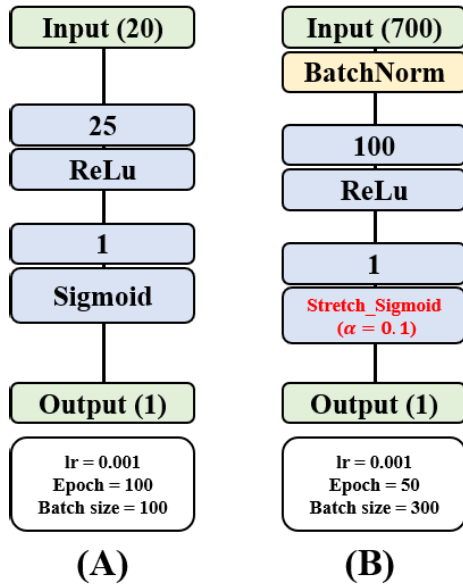 Input (20)
25
ReLu
1
Sigmoid
Output (1)
lr = 0.001
Epoch = 100
Batch size = 100
(A)
Input (700)
BatchNorm
100
ReLu
1
Stretch_Sigmoid
(α = 0.1)
Output (1)
lr = 0.001
Epoch = 50
Batch size = 300
(B)